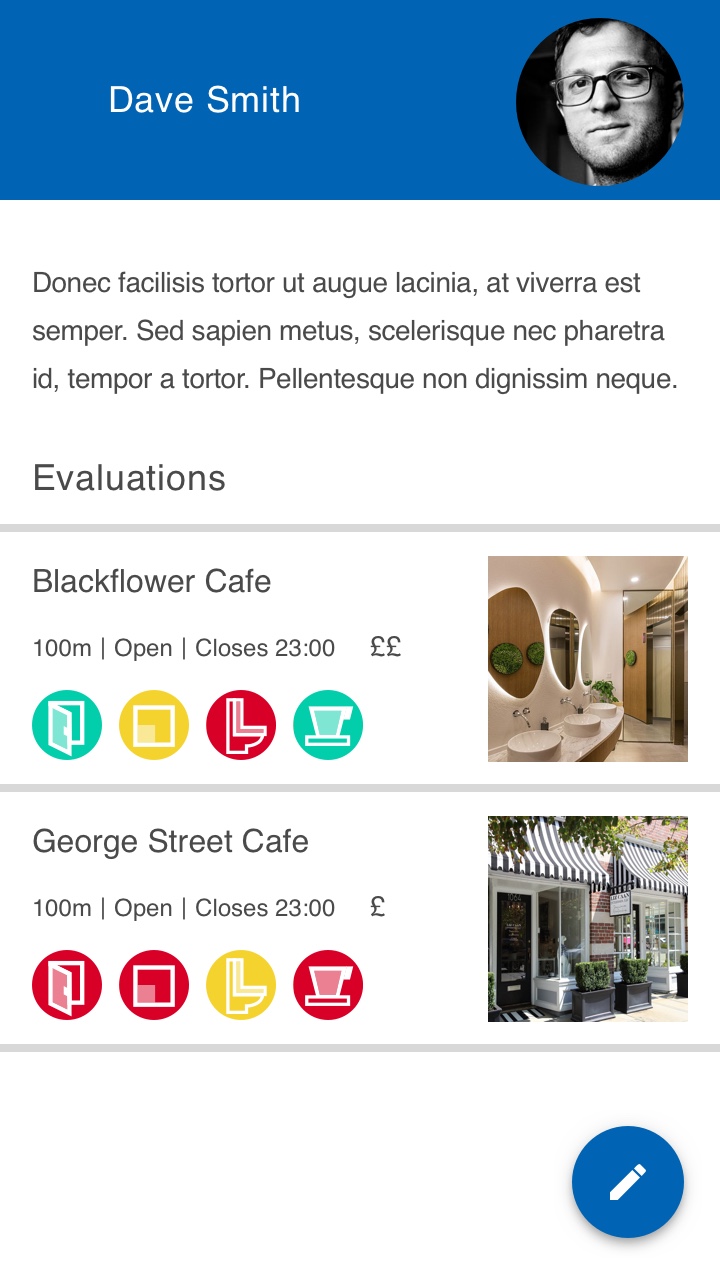 Dave Smith
Donec facilisis tortor ut augue lacinia, at viverra est
semper. Sed sapien metus, scelerisque nec pharetra
id, tempor a tortor. Pellentesque non dignissim neque.
Evaluations
Blackflower Cafe
100m | Open | Closes 23:00 ££
George Street Cafe
100m | Open | Closes 23:00 £